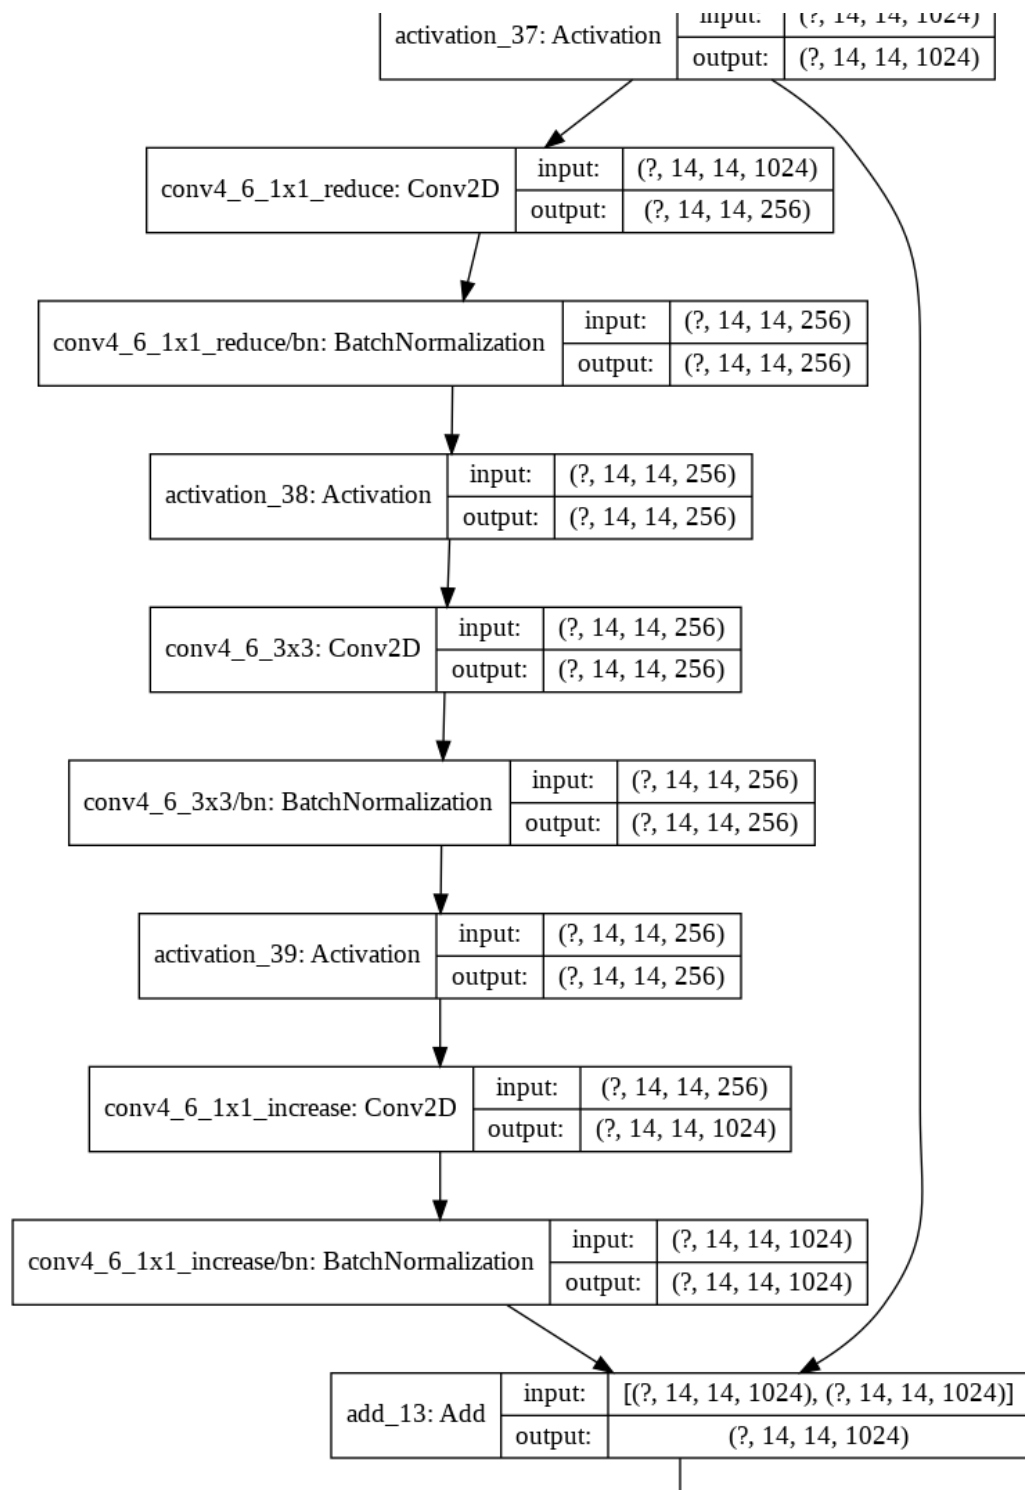 activation_37: Activation
input: (?, 14, 14, 1024)
output: (?, 14, 14, 1024)
conv4_6_1x1_reduce: Conv2D
input: (?, 14, 14, 1024)
output: (?, 14, 14, 256)
conv4_6_1x1_reduce/bn: BatchNormalization
input: (?, 14, 14, 256)
output: (?, 14, 14, 256)
activation_38: Activation
input: (?, 14, 14, 256)
output: (?, 14, 14, 256)
conv4_6_3x3: Conv2D
input: (?, 14, 14, 256)
output: (?, 14, 14, 256)
conv4_6_3x3/bn: BatchNormalization
input: (?, 14, 14, 256)
output: (?, 14, 14, 256)
activation_39: Activation
input: (?, 14, 14, 256)
output: (?, 14, 14, 256)
conv4_6_1x1_increase: Conv2D
input: (?, 14, 14, 256)
output: (?, 14, 14, 1024)
conv4_6_1x1_increase/bn: BatchNormalization
input: (?, 14, 14, 1024)
output: (?, 14, 14, 1024)
add_13: Add
input: [(?, 14, 14, 1024), (?, 14, 14, 1024)]
output: (?, 14, 14, 1024)